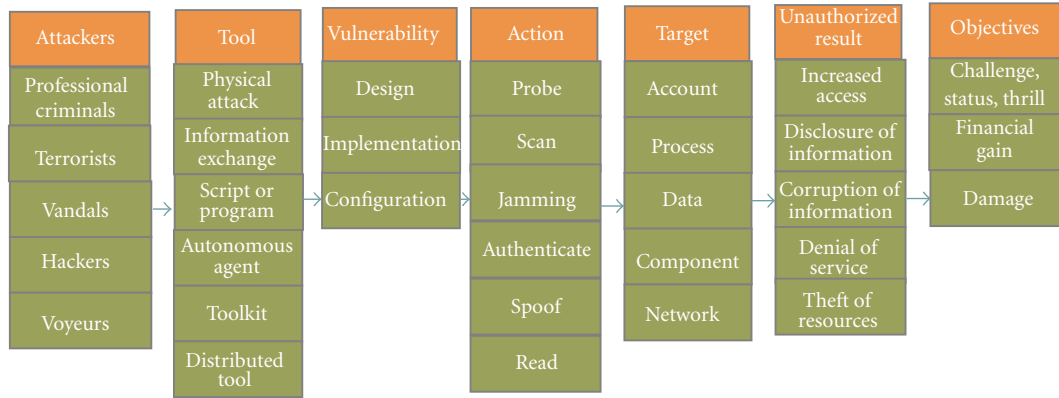 Attackers
Professional
criminals
Terrorists
Vandals
Hackers
Voyeurs
Tool
Physical
attack
Information
exchange
Script or
program
Autonomous
agent
Toolkit
Distributed
tool
Vulnerability
Design
Implementation
Configuration
Action
Probe
Scan
Jamming
Authenticate
Spoof
Read
Target
Account
Process
Data
Component
Network
Unauthorized
result
Increased
access
Disclosure of
information
Corruption of
information
Denial of
service
Theft of
resources
Objectives
Challenge,
status, thrill
Financial
gain
Damage